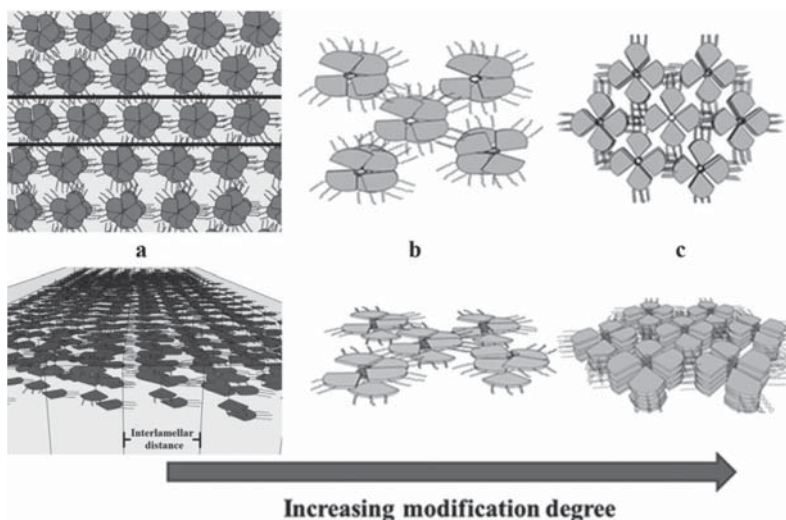 a
b
c
Interlamellar
distance
Increasing modification degree